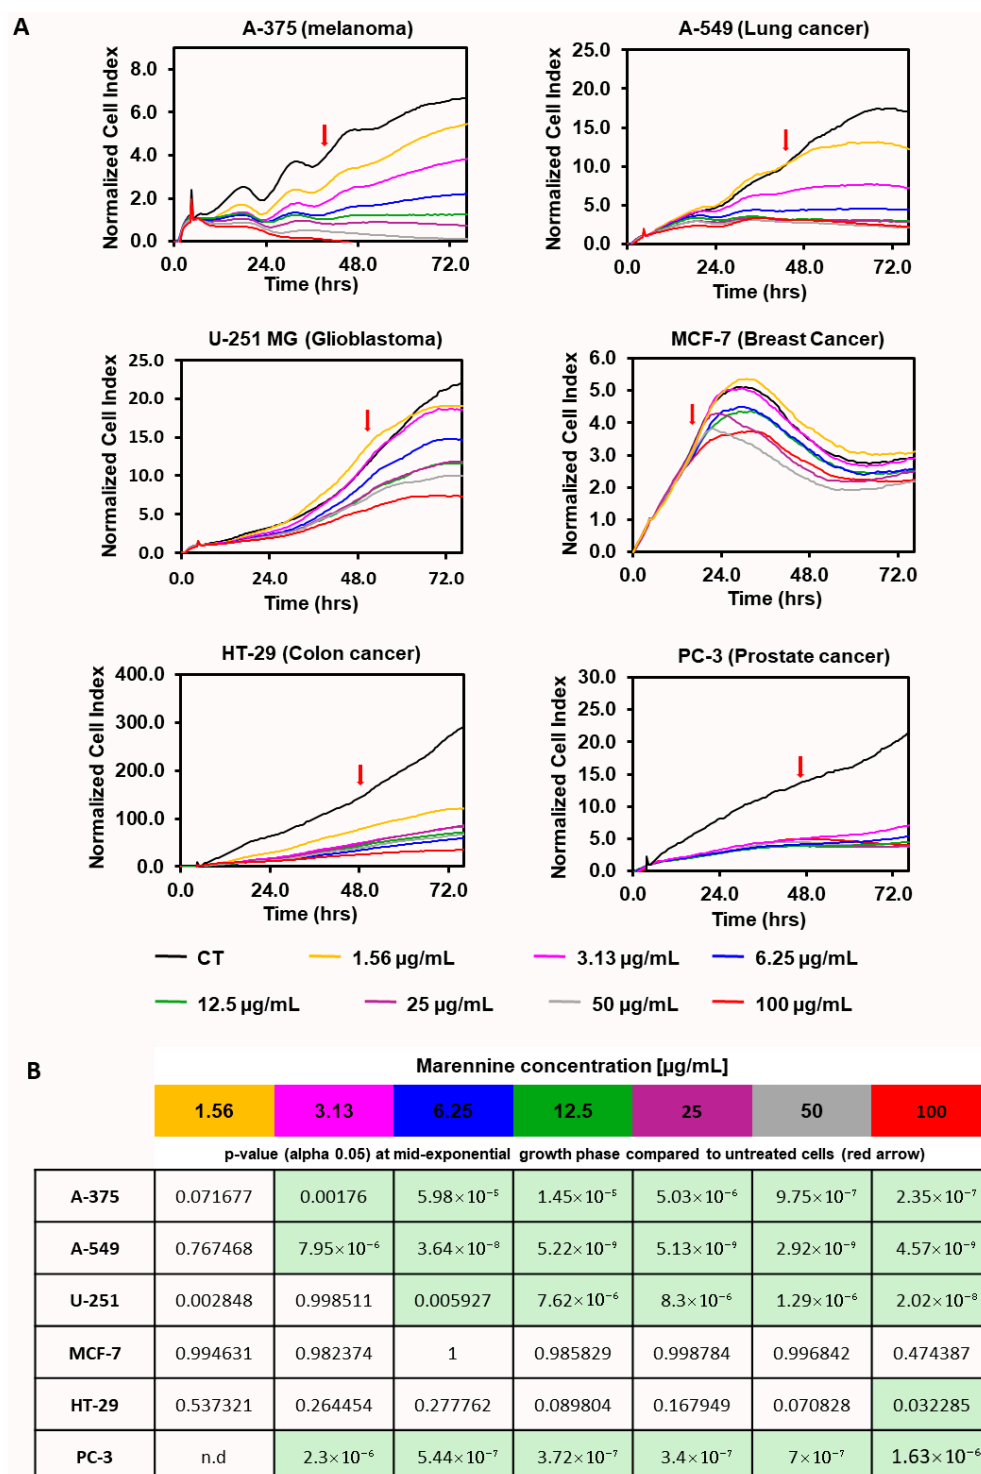 A
A-375 (melanoma)
Normalized Cell Index
8.0
6.0
4.0
2.0
0.0
0.0 24.0 48.0 72.0
Time (hrs)
A-549 (Lung cancer)
Normalized Cell Index
25.0
20.0
15.0
10.0
5.0
0.0
0.0 24.0 48.0 72.0
Time (hrs)
U-251 MG (Glioblastoma)
Normalized Cell Index
25.0
20.0
15.0
10.0
5.0
0.0
0.0 24.0 48.0 72.0
Time (hrs)
MCF-7 (Breast Cancer)
Normalized Cell Index
6.0
5.0
4.0
3.0
2.0
1.0
0.0
0.0 24.0 48.0 72.0
Time (hrs)
HT-29 (Colon cancer)
Normalized Cell Index
400.0
300.0
200.0
100.0
0.0
0.0 24.0 48.0 72.0
Time (hrs)
PC-3 (Prostate cancer)
Normalized Cell Index
30.0
25.0
20.0
15.0
10.0
5.0
0.0
0.0 24.0 48.0 72.0
Time (hrs)
CT 1.56 µg/mL 3.13 µg/mL 6.25 µg/mL
12.5 µg/mL 25 µg/mL 50 µg/mL 100 µg/mL
B
Marennine concentration [µg/mL]
1.56 3.13 6.25 12.5 25 50 100
p-value (alpha 0.05) at mid-exponential growth phase compared to untreated cells (red arrow)
A-375 0.071677 0.00176 5.98×10⁻⁵ 1.45×10⁻⁵ 5.03×10⁻⁶ 9.75×10⁻⁷ 2.35×10⁻⁷
A-549 0.767468 7.95×10⁻⁶ 3.64×10⁻⁸ 5.22×10⁻⁹ 5.13×10⁻⁹ 2.92×10⁻⁹ 4.57×10⁻⁹
U-251 0.002848 0.998511 0.005927 7.62×10⁻⁶ 8.3×10⁻⁶ 1.29×10⁻⁶ 2.02×10⁻⁸
MCF-7 0.994631 0.982374 1 0.985829 0.998784 0.996842 0.474387
HT-29 0.537321 0.264454 0.277762 0.089804 0.167949 0.070828 0.032285
PC-3 n.d 2.3×10⁻⁶ 5.44×10⁻⁷ 3.72×10⁻⁷ 3.4×10⁻⁷ 7×10⁻⁷ 1.63×10⁻⁶